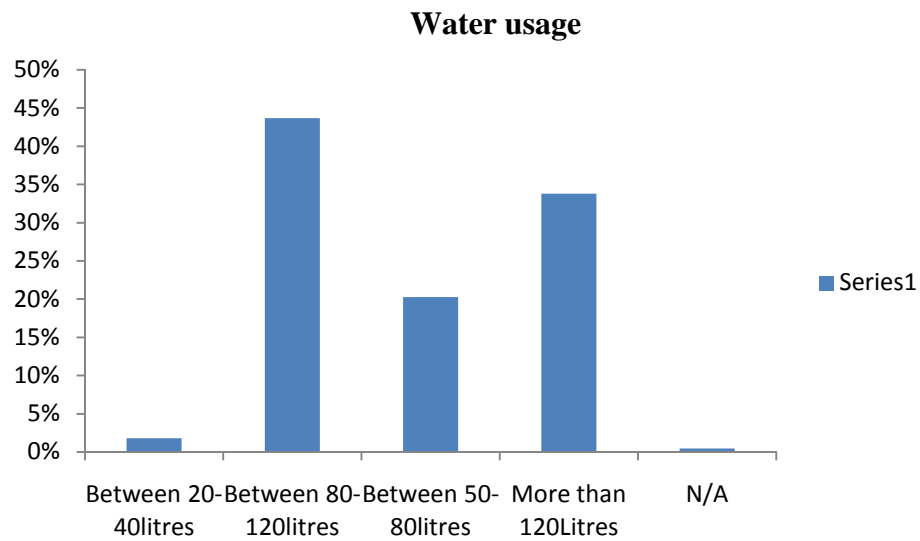 Water usage
50%
45%
40%
35%
30%
25%
20%
15%
10%
5%
0%
Between 20-
40litres
Between 80-
120litres
Between 50-
80litres
More than
120Litres
N/A
Series1